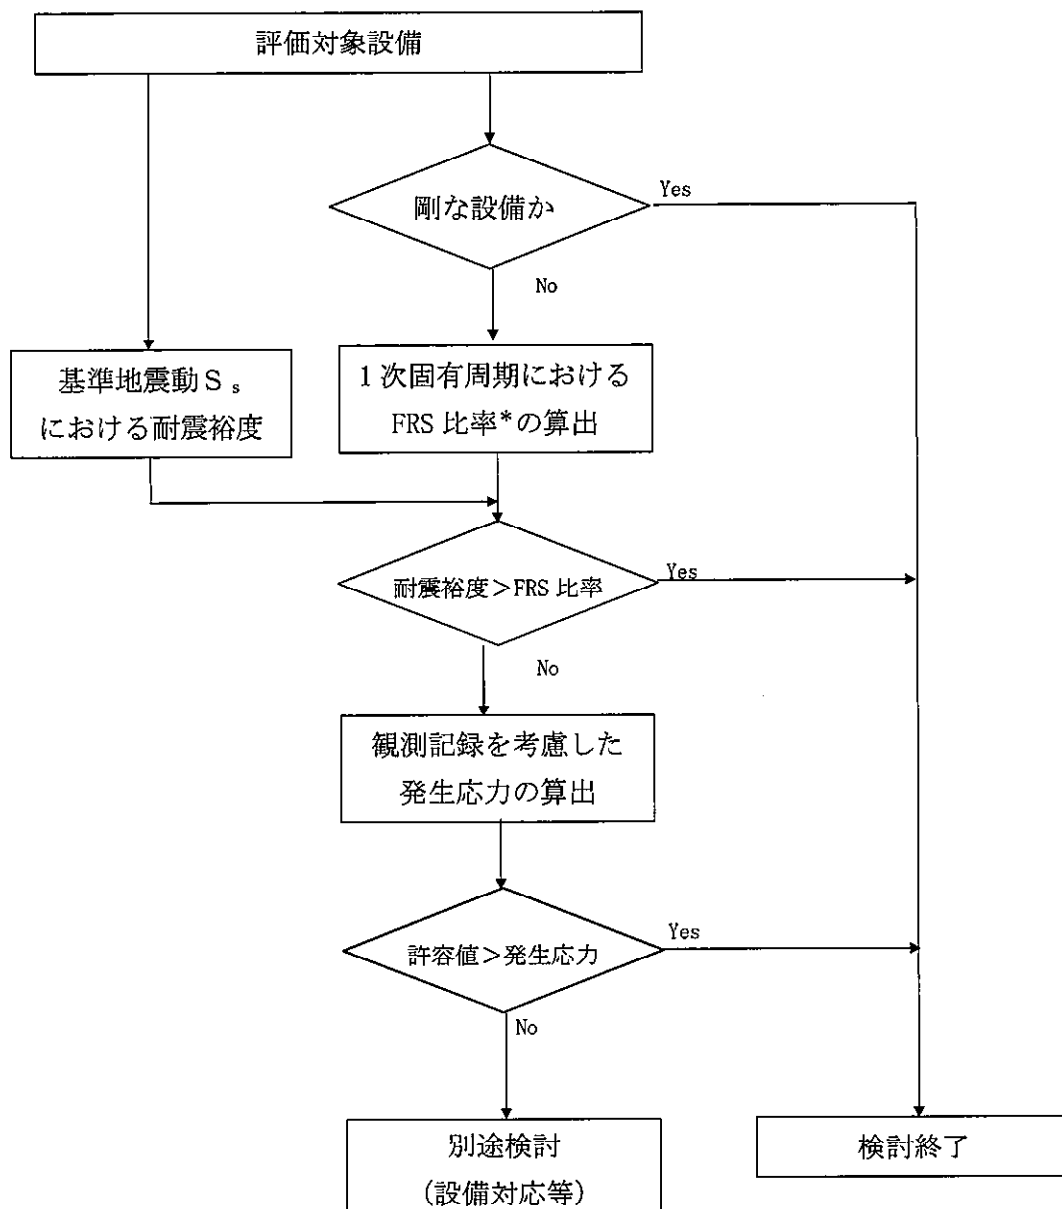 評価対象設備
剛な設備か
Yes
No
基準地震動Ｓｓ
における耐震裕度
１次固有周期における
FRS 比率*の算出
耐震裕度＞FRS 比率
Yes
No
観測記録を考慮した
発生応力の算出
許容値＞発生応力
Yes
No
別途検討
（設備対応等）
検討終了